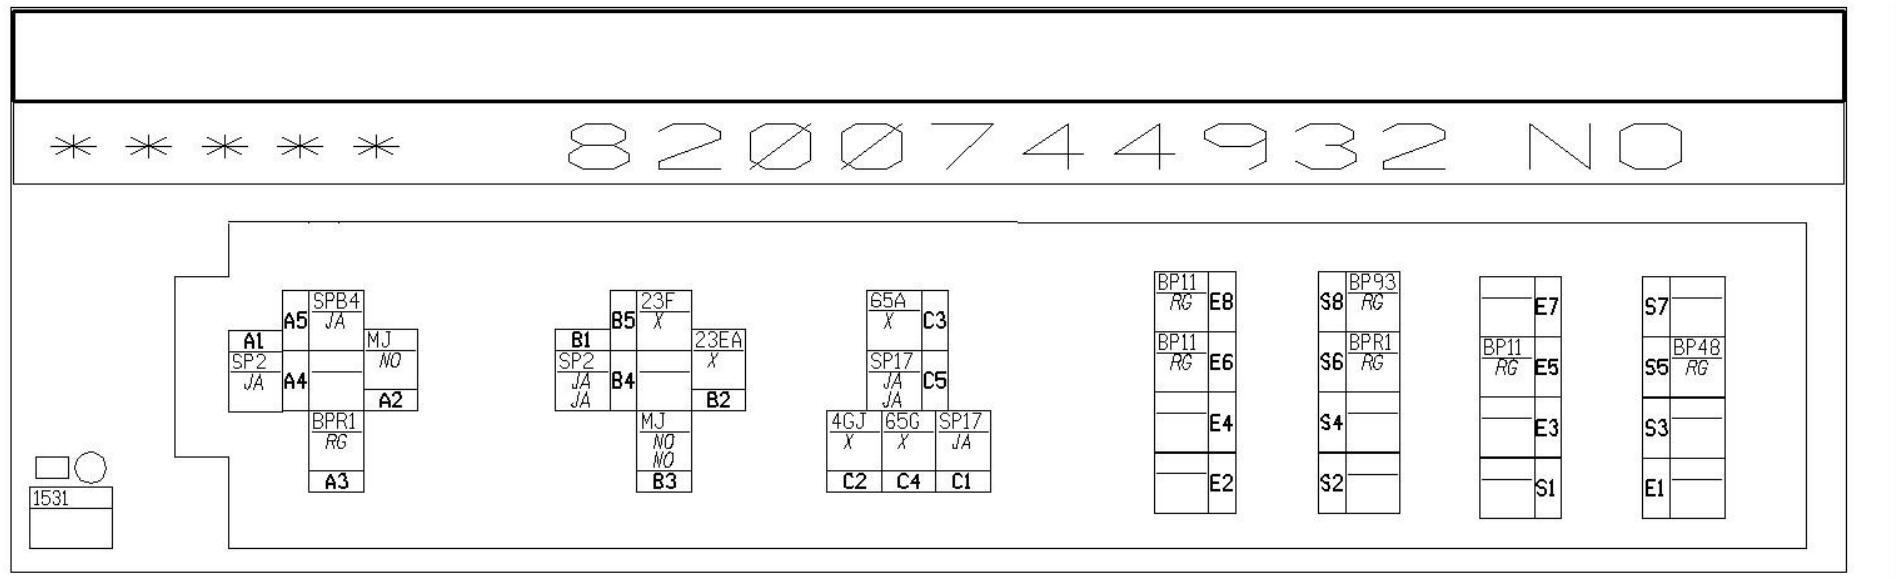 ***** 8200744932 NO
A5 SPB4
JA
A1
SP2
JA
A4
MJ
NO
A2
BPR1
RG
A3
B5 23F
X
B1
SP2
JA
JA
B4
23EA
X
B2
MJ
NO
NO
B3
65A
X
C3
SP17
JA
JA
C5
4GJ
X
C2
65G
X
C4
SP17
JA
C1
BP11
RG
E8
BP11
RG
E6
E4
E2
S8 BP93
RG
S6 BPR1
RG
S4
S2
E7
BP11
RG
E5
E3
S1
S7
S5 BP48
RG
S3
E1
1531